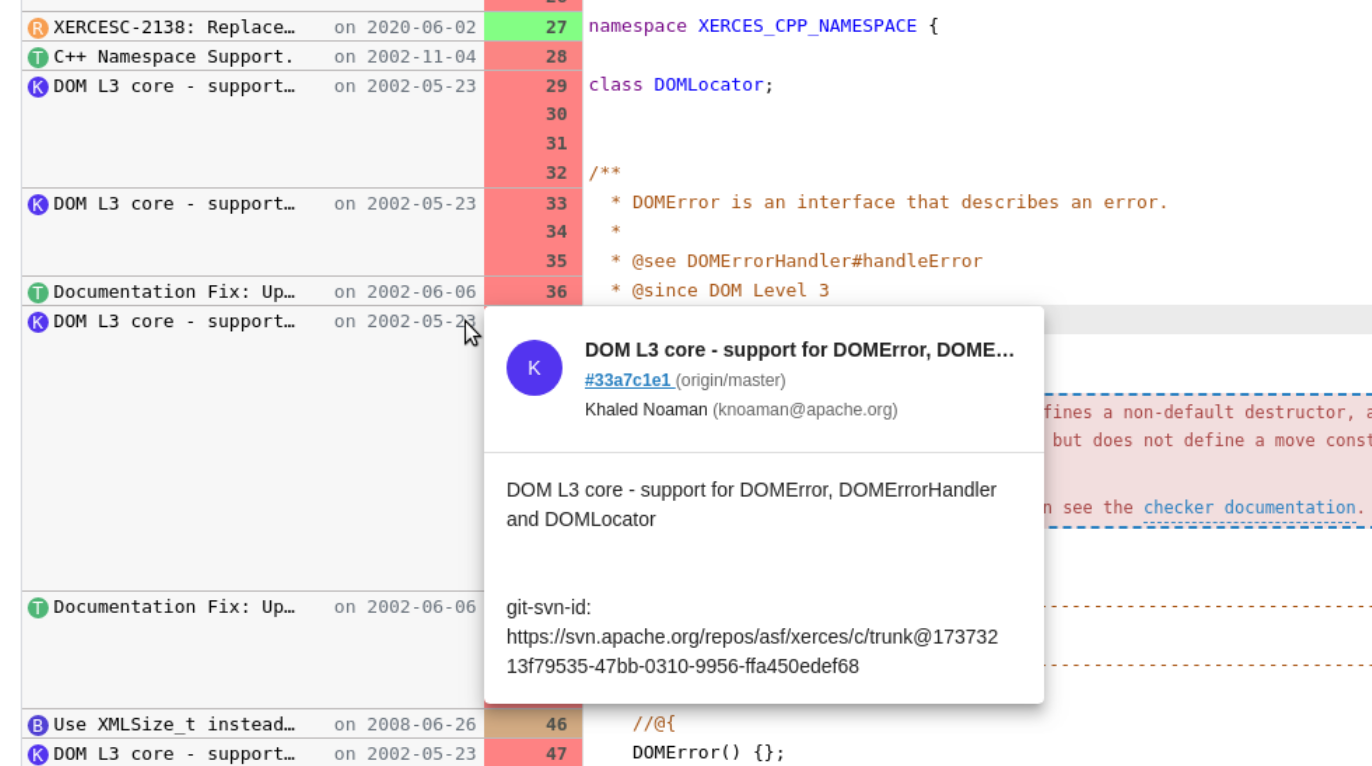 R XERCESC-2138: Replace… on 2020-06-02 27 namespace XERCES_CPP_NAMESPACE {
T C++ Namespace Support. on 2002-11-04 28
K DOM L3 core - support… on 2002-05-23 29 class DOMLocator;
30
31
32 /**
K DOM L3 core - support… on 2002-05-23 33 * DOMError is an interface that describes an error.
34 *
35 * @see DOMErrorHandler#handleError
T Documentation Fix: Up… on 2002-06-06 36 * @since DOM Level 3
K DOM L3 core - support… on 2002-05-23
K
DOM L3 core - support for DOMError, DOME…
#33a7c1e1 (origin/master)
Khaled Noaman (knoaman@apache.org)
DOM L3 core - support for DOMError, DOMErrorHandler
and DOMLocator
git-svn-id:
https://svn.apache.org/repos/asf/xerces/c/trunk@173732
13f79535-47bb-0310-9956-ffa450edef68
fines a non-default destructor, a
but does not define a move const
n see the checker documentation.
T Documentation Fix: Up… on 2002-06-06
B Use XMLSize_t instead… on 2008-06-26 46 //@{
K DOM L3 core - support… on 2002-05-23 47 DOMError() {};